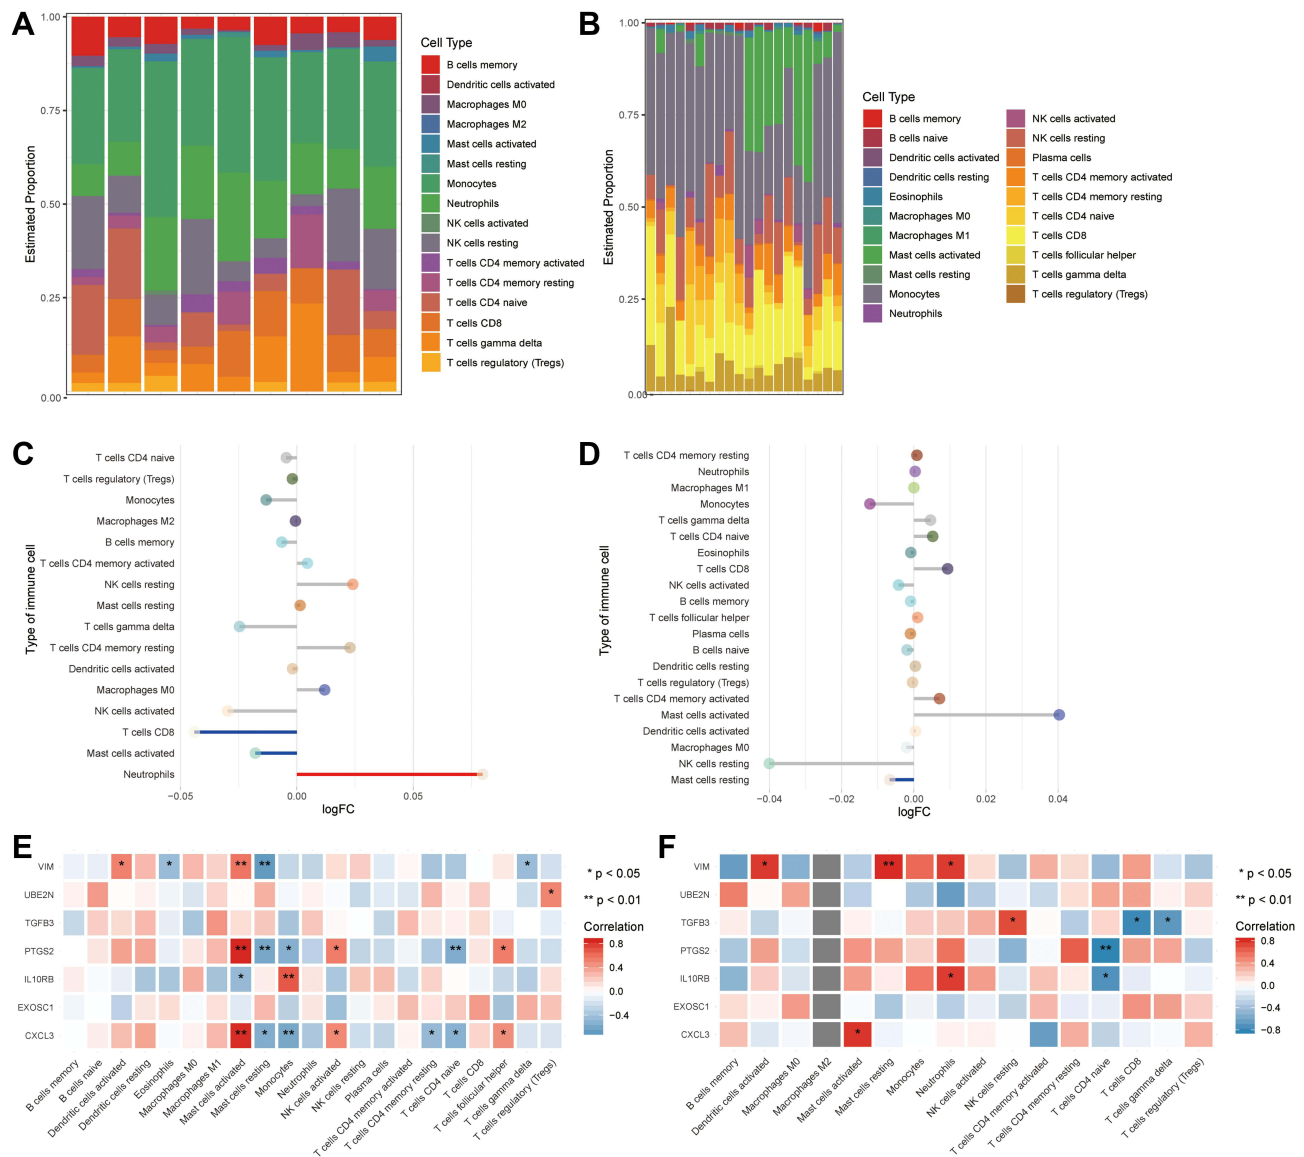 A
1.00
0.75
0.50
0.25
0.00
Estimated Proportion
Cell Type
B cells memory
Dendritic cells activated
Macrophages M0
Macrophages M2
Mast cells activated
Mast cells resting
Monocytes
Neutrophils
NK cells activated
NK cells resting
T cells CD4 memory activated
T cells CD4 memory resting
T cells CD4 naive
T cells CD8
T cells gamma delta
T cells regulatory (Tregs)
B
1.00
0.75
0.50
0.25
0.00
Estimated Proportion
Cell Type
B cells memory
B cells naive
Dendritic cells activated
Dendritic cells resting
Eosinophils
Macrophages M0
Macrophages M1
Mast cells activated
Mast cells resting
Monocytes
Neutrophils
NK cells activated
NK cells resting
Plasma cells
T cells CD4 memory activated
T cells CD4 memory resting
T cells CD4 naive
T cells CD8
T cells follicular helper
T cells gamma delta
T cells regulatory (Tregs)
C
Type of immune cell
T cells CD4 naive
T cells regulatory (Tregs)
Monocytes
Macrophages M2
B cells memory
T cells CD4 memory activated
NK cells resting
Mast cells resting
T cells gamma delta
T cells CD4 memory resting
Dendritic cells activated
Macrophages M0
NK cells activated
T cells CD8
Mast cells activated
Neutrophils
−0.05
0.00
0.05
logFC
D
Type of immune cell
T cells CD4 memory resting
Neutrophils
Macrophages M1
Monocytes
T cells gamma delta
T cells CD4 naive
Eosinophils
T cells CD8
NK cells activated
B cells memory
T cells follicular helper
Plasma cells
B cells naive
Dendritic cells resting
T cells regulatory (Tregs)
T cells CD4 memory activated
Mast cells activated
Dendritic cells activated
Macrophages M0
NK cells resting
Mast cells resting
−0.04
−0.02
0.00
0.02
0.04
logFC
E
VIM * * ** ** *
UBE2N *
TGFB3
PTGS2 ** ** * * ** *
IL10RB * **
EXOSC1
CXCL3 ** * ** * * * *
B cells memory
B cells naive
Dendritic cells activated
Dendritic cells resting
Eosinophils
Macrophages M0
Macrophages M1
Mast cells activated
Mast cells resting
Monocytes
Neutrophils
NK cells activated
NK cells resting
Plasma cells
T cells CD4 memory activated
T cells CD4 memory resting
T cells CD4 naive
T cells CD8
T cells follicular helper
T cells gamma delta
T cells regulatory (Tregs)
* p < 0.05
** p < 0.01
Correlation
0.8
0.4
0.0
−0.4
F
VIM * ** *
UBE2N
TGFB3 * * *
PTGS2 **
IL10RB * *
EXOSC1
CXCL3 *
B cells memory
Dendritic cells activated
Macrophages M0
Macrophages M2
Mast cells activated
Mast cells resting
Monocytes
Neutrophils
NK cells activated
NK cells resting
T cells CD4 memory activated
T cells CD4 memory resting
T cells CD4 naive
T cells CD8
T cells gamma delta
T cells regulatory (Tregs)
* p < 0.05
** p < 0.01
Correlation
0.8
0.4
0.0
−0.4
−0.8